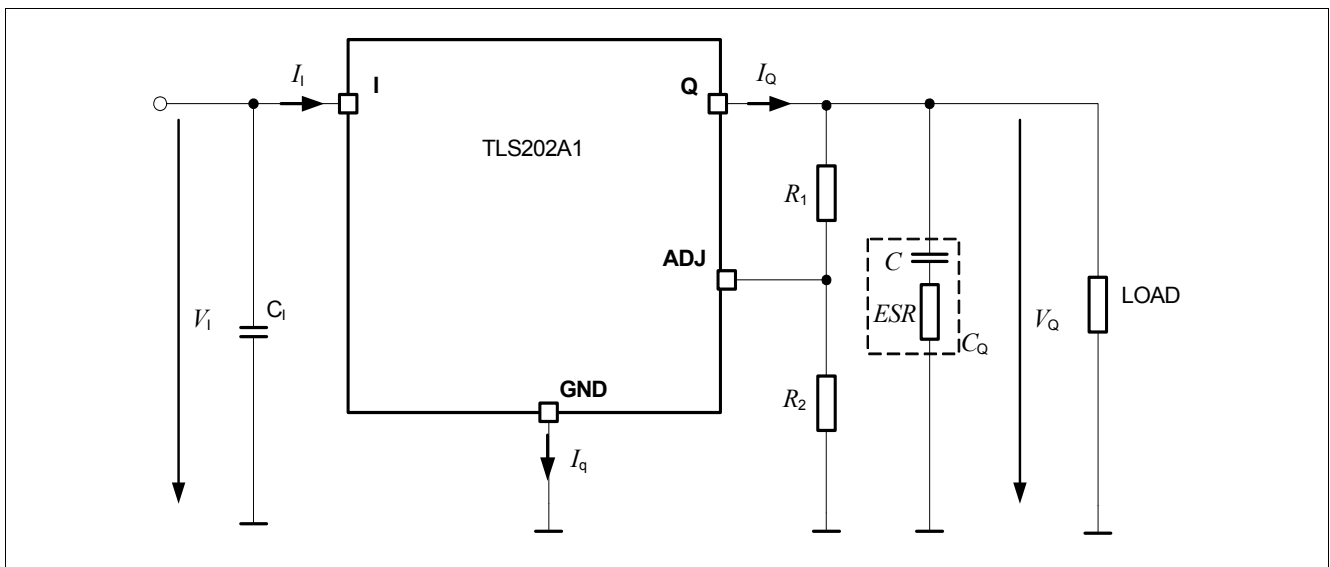 I_I
I
Q
I_Q
TLS202A1
R_1
ADJ
C
V_I
C_I
ESR
V_Q
LOAD
C_Q
GND
R_2
I_q